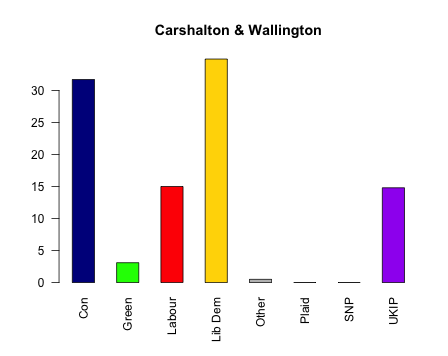 Carshalton & Wallington
30
25
20
15
10
5
0
Con
Green
Labour
Lib Dem
Other
Plaid
SNP
UKIP